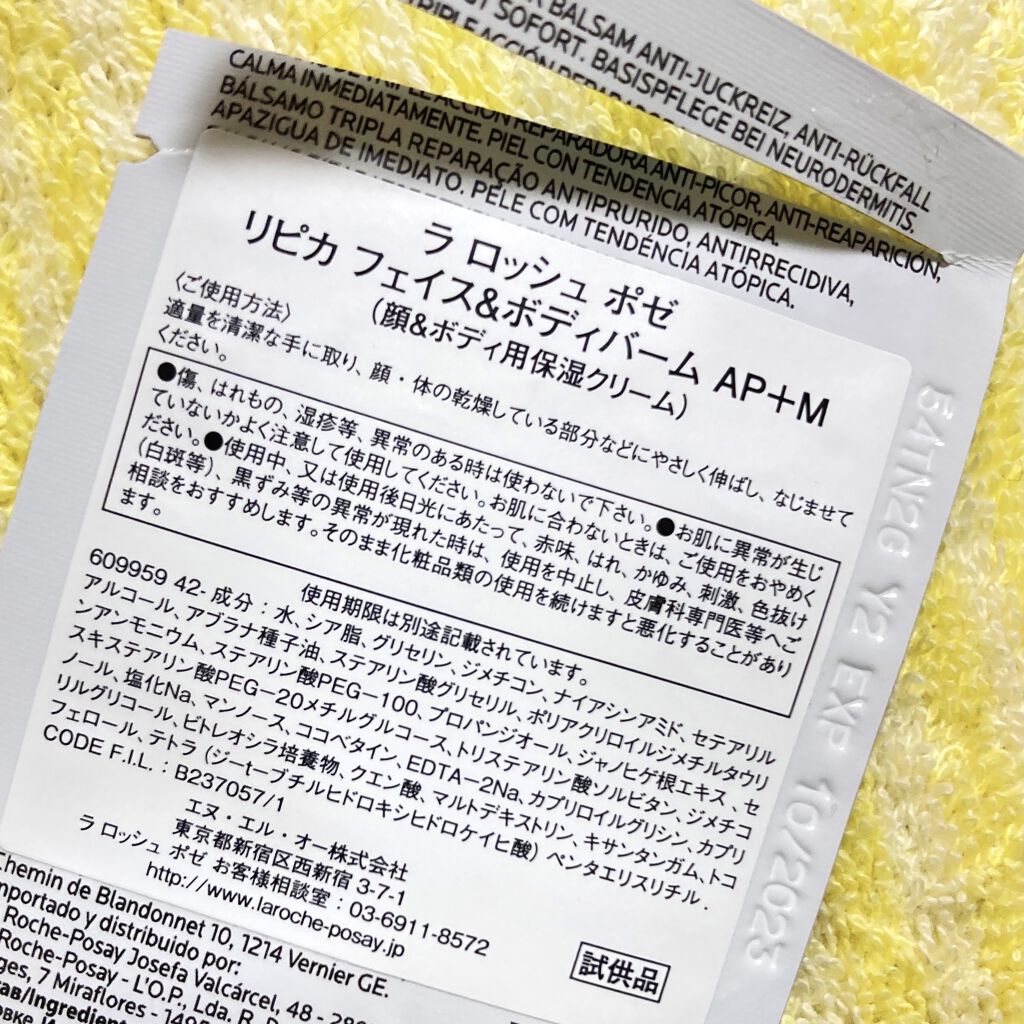 R BALSAM ANTI-JUCKREIZ, ANTI-RÜCKFALL
SOFORT. BASISPFLEGE BEI NEURODERMITIS.
DE TRIPLE ACCIÓN REPARADORA ANTI-PICOR, ANTI-REAPARICIÓN,
CALMA INMEDIATAMENTE. PIEL CON TENDENCIA ATÓPICA.
BÁLSAMO TRIPLA REPARAÇÃO ANTIPRURIDO, ANTIRRECIDIVA,
APAZIGUA DE IMEDIATO. PELE COM TENDÊNCIA ATÓPICA.
ラ ロッシュ ポゼ
リピカ フェイス&ボディバーム AP+M
(顔&ボディ用保湿クリーム)
〈ご使用方法〉
適量を清潔な手に取り、顔・体の乾燥している部分などにやさしく伸ばし、なじませて
ください。
●傷、はれもの、湿疹等、異常のある時は使わないで下さい。●お肌に異常が生じ
ていないかよく注意して使用してください。お肌に合わないときは、ご使用をおやめく
ださい。●使用中、又は使用後日光にあたって、赤味、はれ、かゆみ、刺激、色抜け
(白斑等)、黒ずみ等の異常が現れた時は、使用を中止し、皮膚科専門医等へご
相談をおすすめします。そのまま化粧品類の使用を続けますと悪化することがあり
ます。
使用期限は別途記載されています。
609959 42- 成分:水、シア脂、グリセリン、ジメチコン、ナイアシンアミド、セテアリル
アルコール、アブラナ種子油、ステアリン酸グリセリル、ポリアクリロイルジメチルタウリ
ンアンモニウム、ステアリン酸PEG-100、プロパンジオール、ジャノヒゲ根エキス、セ
スキステアリン酸PEG-20メチルグルコース、トリステアリン酸ソルビタン、ジメチコ
ノール、塩化Na、マンノース、ココベタイン、EDTA-2Na、カプリロイルグリシン、カプリ
リルグリコール、ビトレオシラ培養物、クエン酸、マルトデキストリン、キサンタンガム、トコ
フェロール、テトラ(ジ-t-ブチルヒドロキシヒドロケイヒ酸)ペンタエリスリチル.
CODE F.I.L. : B237057/1
エヌ・エル・オー株式会社
東京都新宿区西新宿 3-7-1
ラ ロッシュ ポゼ お客様相談室:03-6911-8572
http://www.laroche-posay.jp
試供品
54TN2G Y2 EXP 10/2023
Chemin de Blandonnet 10, 1214 Vernier GE.
mportado y distribuido por:
Roche-Posay Josefa Valcárcel, 48 - 280
Roche-Posay - L'O.P., Lda. R. D
ges, 7 Miraflores - 1495
тав/Ingredient